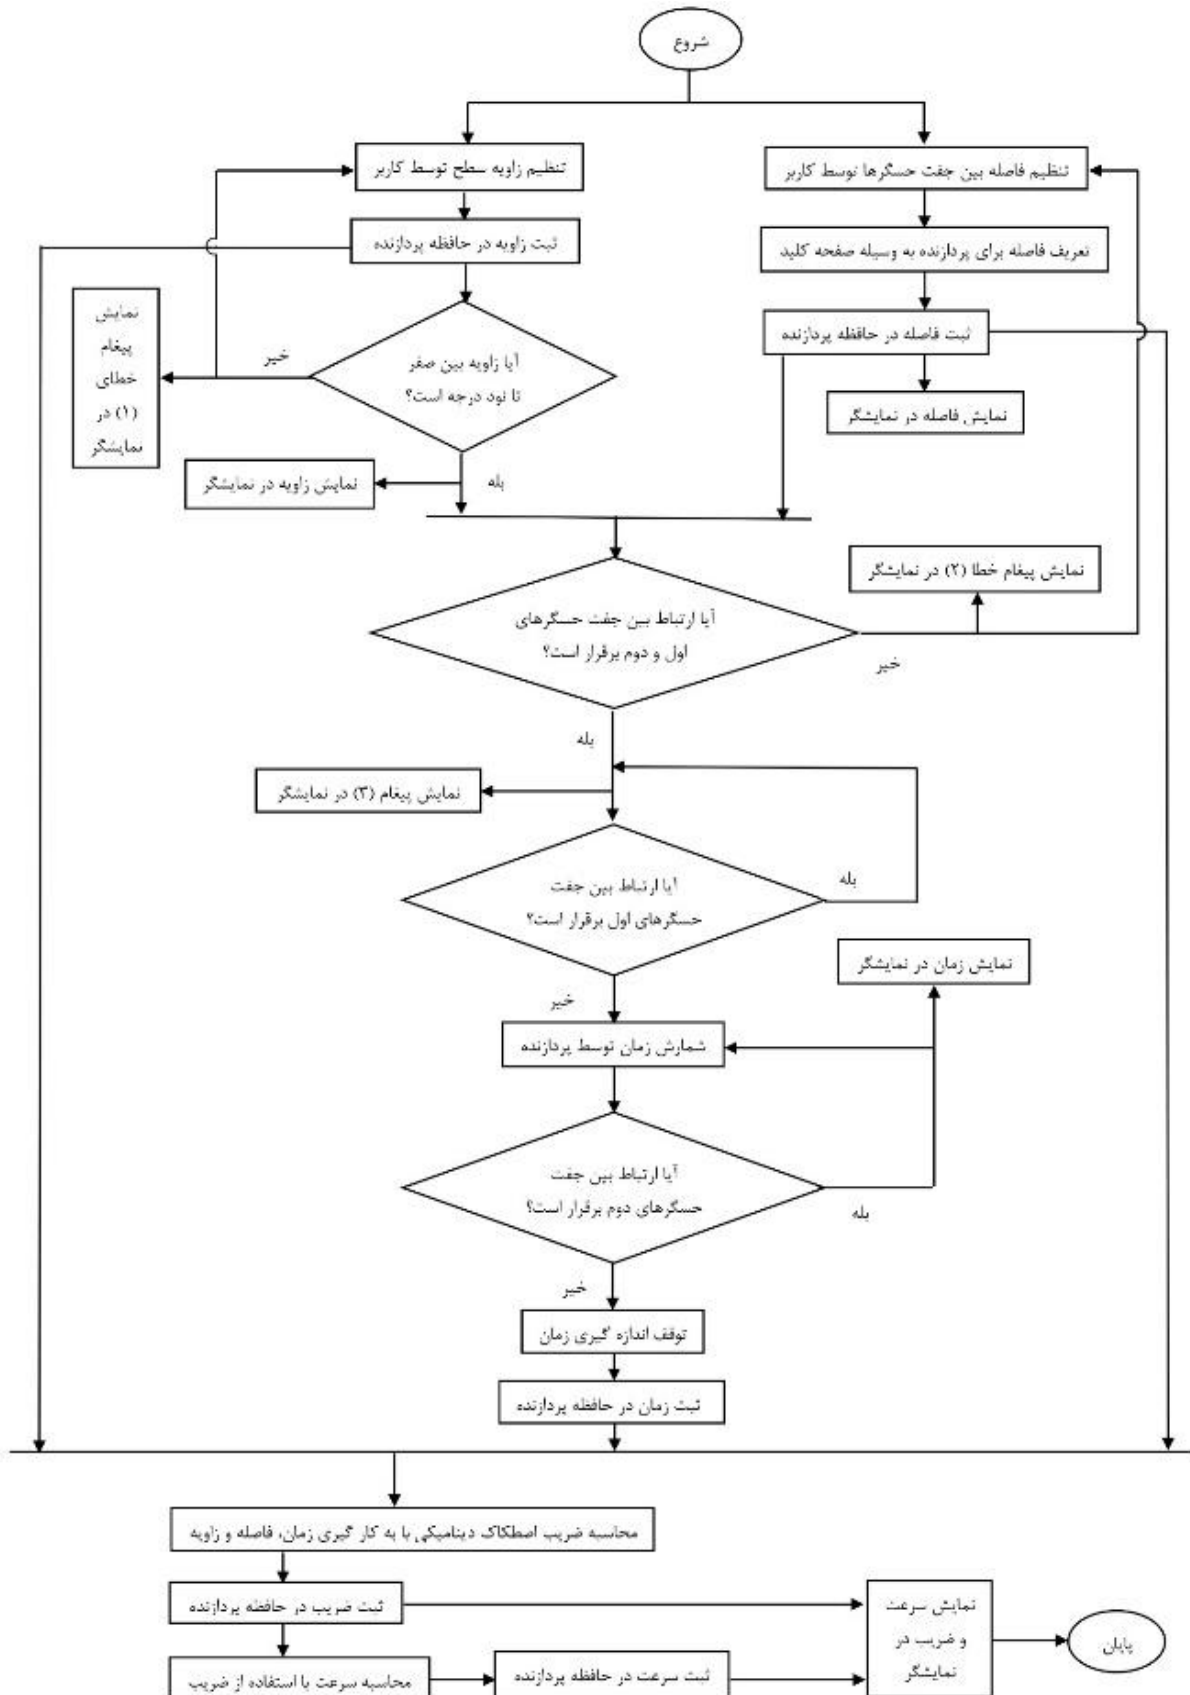 شروع
تنظیم زاویه سطح توسط کاربر
تنظیم فاصله بین جفت حسگرها توسط کاربر
ثبت زاویه در حافظه پردازنده
تعریف فاصله برای پردازنده به وسیله صفحه کلید
نمایش
پیغام
خطای
(۱) در
نمایشگر
خیر
آیا زاویه بین صفر
تا نود درجه است؟
ثبت فاصله در حافظه پردازنده
نمایش فاصله در نمایشگر
نمایش زاویه در نمایشگر
بله
نمایش پیغام خطا (۲) در نمایشگر
آیا ارتباط بین جفت حسگرهای
اول و دوم برقرار است؟
خیر
بله
نمایش پیغام (۳) در نمایشگر
آیا ارتباط بین جفت
حسگرهای اول برقرار است؟
بله
نمایش زمان در نمایشگر
خیر
شمارش زمان توسط پردازنده
آیا ارتباط بین جفت
حسگرهای دوم برقرار است؟
بله
خیر
توقف اندازه گیری زمان
ثبت زمان در حافظه پردازنده
محاسبه ضریب اصطکاک دینامیکی با به کار گیری زمان، فاصله و زاویه
ثبت ضریب در حافظه پردازنده
نمایش سرعت
و ضریب در
نمایشگر
پایان
محاسبه سرعت با استفاده از ضریب
ثبت سرعت در حافظه پردازنده